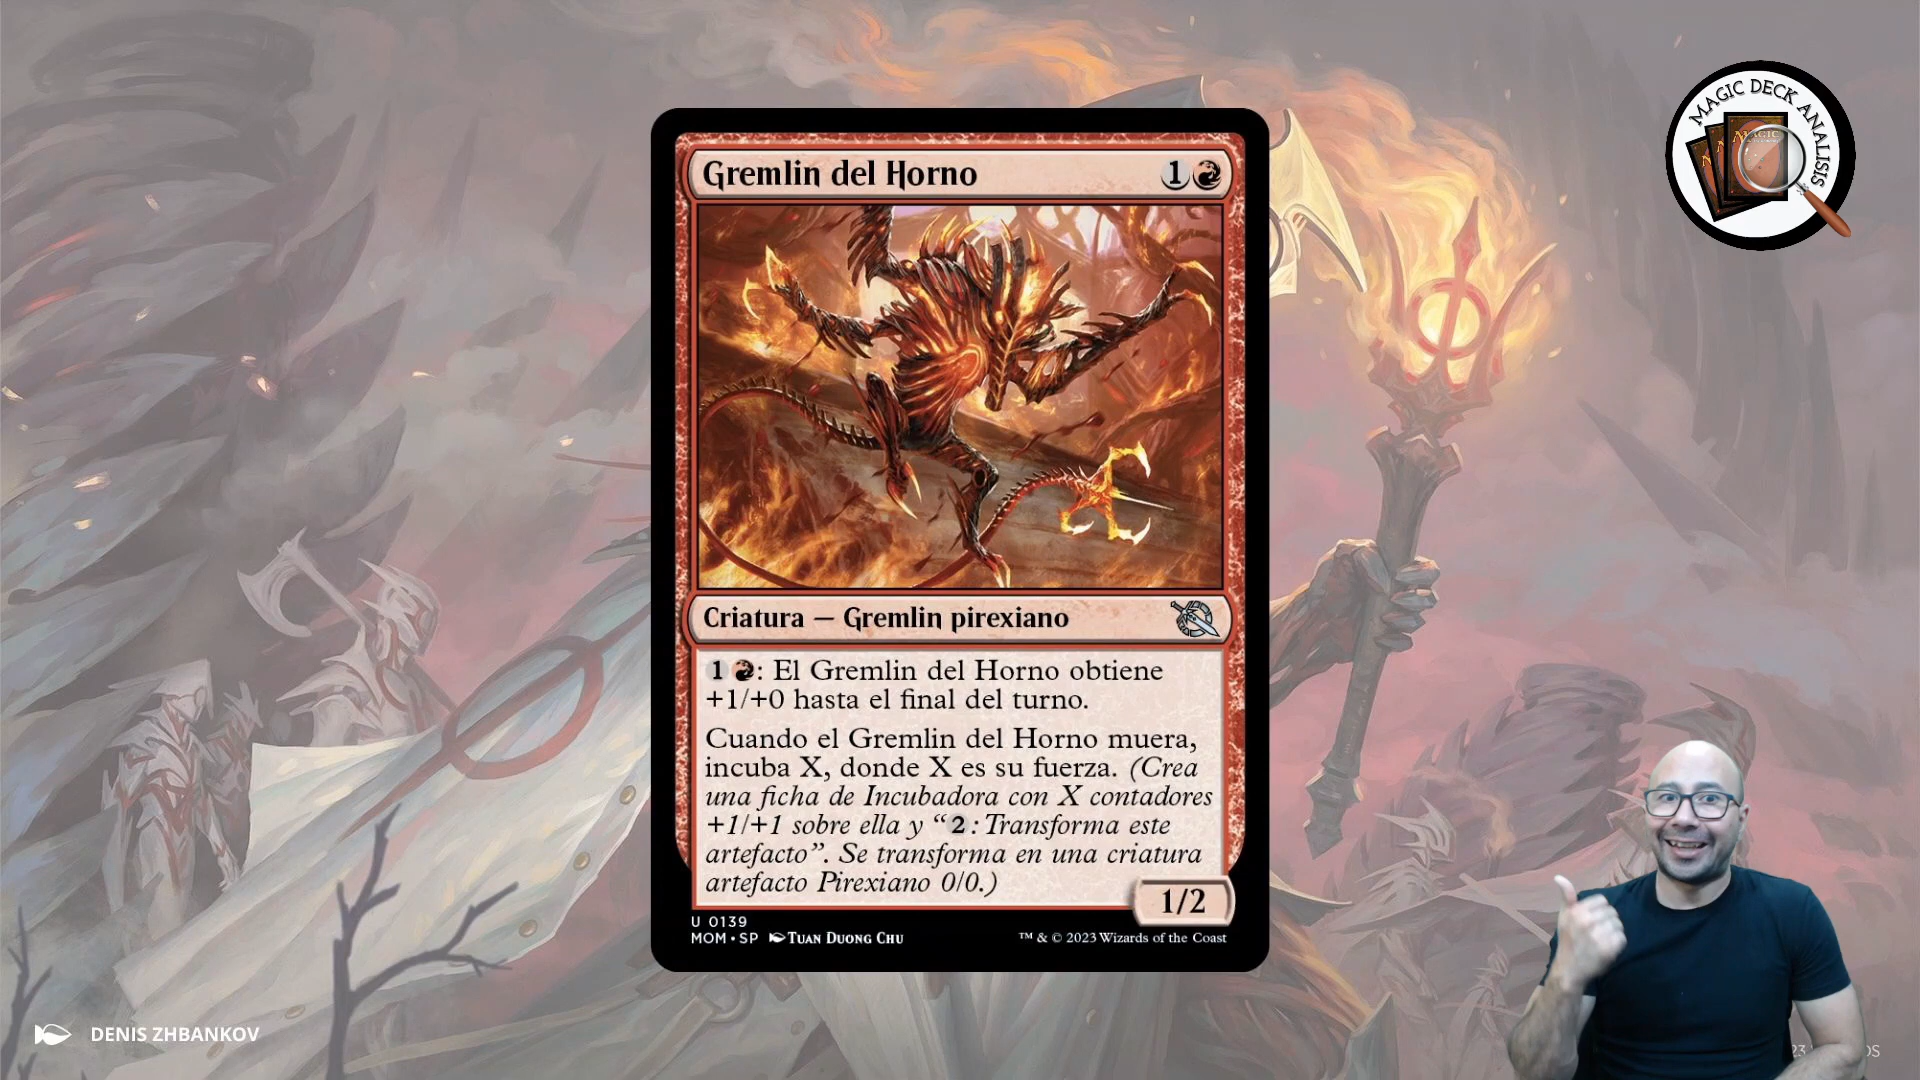 MAGIC DECK ANALISIS
MAGIC
Gremlin del Horno
1
Criatura — Gremlin pirexiano
1 : El Gremlin del Horno obtiene
+1/+0 hasta el final del turno.
Cuando el Gremlin del Horno muera,
incuba X, donde X es su fuerza. (Crea
una ficha de Incubadora con X contadores
+1/+1 sobre ella y “2: Transforma este
artefacto”. Se transforma en una criatura
artefacto Pirexiano 0/0.)
1/2
U 0139
MOM • SP TUAN DUONG CHU
™ & © 2023 Wizards of the Coast
DENIS ZHBANKOV